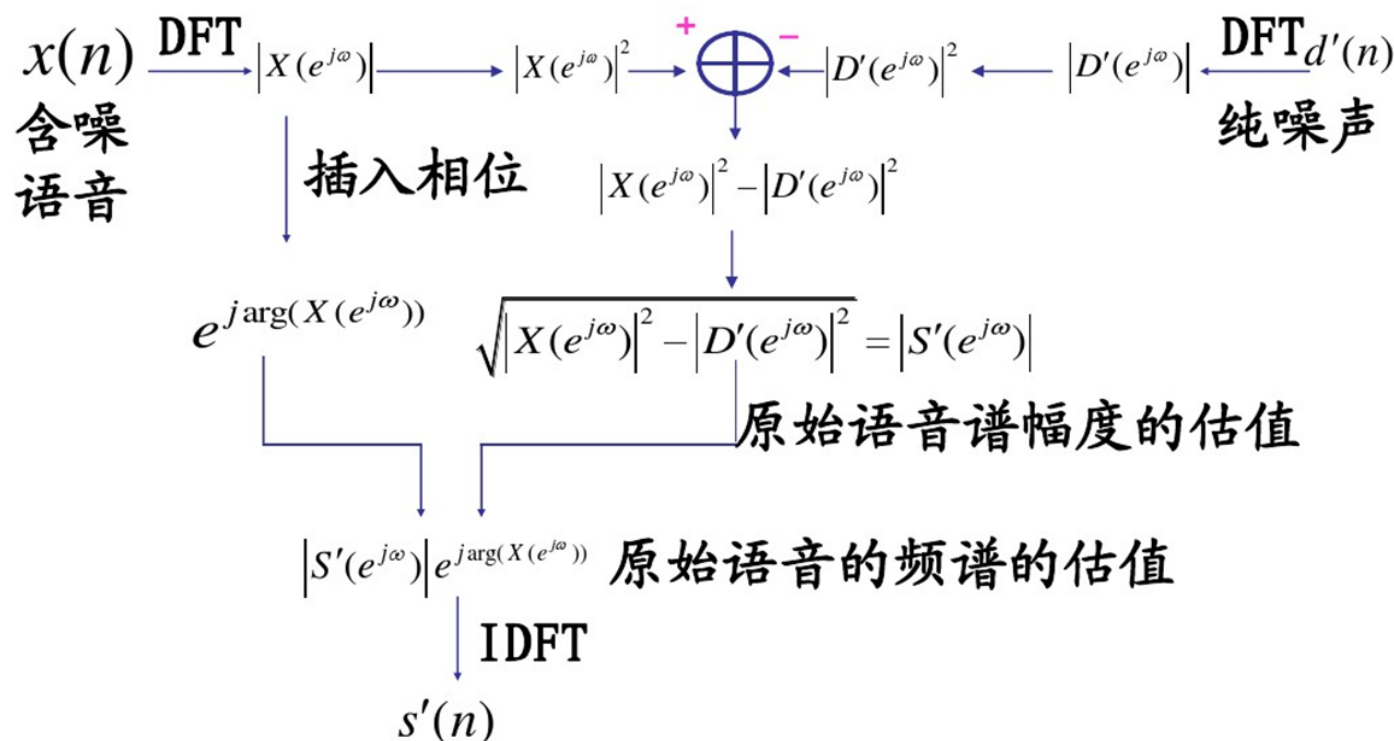 x(n) DFT |X(e^{jω})| |X(e^{jω})|² + − |D′(e^{jω})|² |D′(e^{jω})| DFT d′(n)
含噪
语音
纯噪声
插入相位
|X(e^{jω})|² − |D′(e^{jω})|²
e^{j arg(X(e^{jω}))}
√(|X(e^{jω})|² − |D′(e^{jω})|²) = |S′(e^{jω})|
原始语音谱幅度的估值
|S′(e^{jω})| e^{j arg(X(e^{jω}))} 原始语音的频谱的估值
IDFT
s′(n)